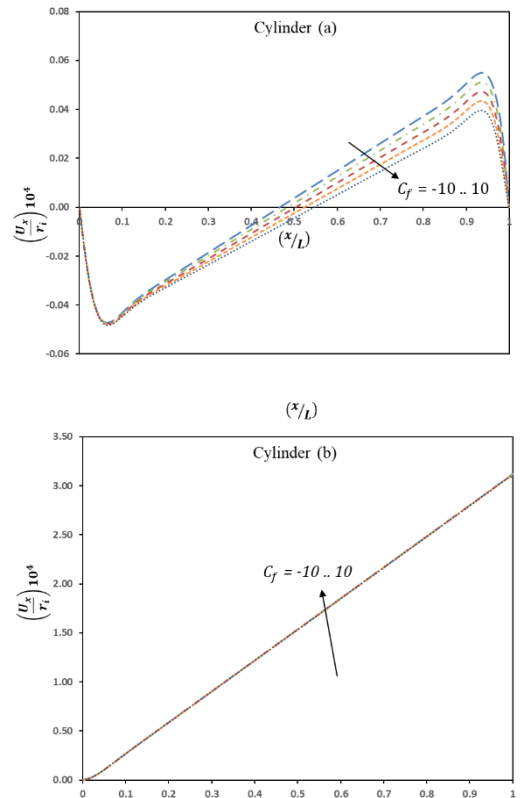 0.08
Cylinder (a)
0.06
0.04
0.02
C_f = -10 .. 10
0.00
0 0.1 0.2 0.3 0.4 0.5 0.6 0.7 0.8 0.9 1
(U_x/r_i) 10^4
(x/L)
-0.02
-0.04
-0.06
(x/L)
3.50
Cylinder (b)
3.00
2.50
C_f = -10 .. 10
2.00
(U_x/r_i) 10^4
1.50
1.00
0.50
0.00
0 0.1 0.2 0.3 0.4 0.5 0.6 0.7 0.8 0.9 1